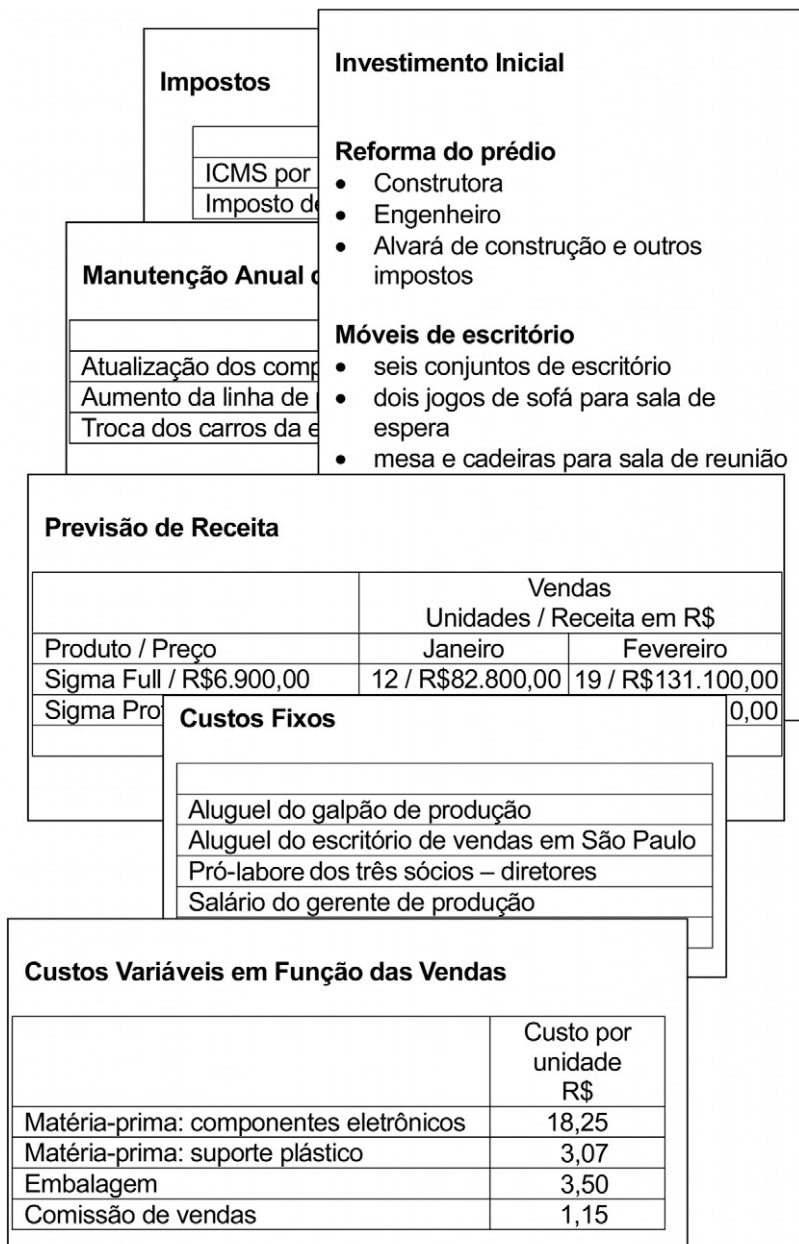 Impostos
ICMS por
Imposto
Investimento Inicial
Reforma do prédio
• Construtora
• Engenheiro
• Alvará de construção e outros
impostos
Móveis de escritório
• seis conjuntos de escritório
• dois jogos de sofá para sala de
espera
• mesa e cadeiras para sala de reunião
Manutenção Anual
Atualização dos
Aumento da linha de
Troca dos carros da
Previsão de Receita
Vendas
Unidades / Receita em R$
Produto / Preço Janeiro Fevereiro
Sigma Full / R$6.900,00 12 / R$82.800,00 19 / R$131.100,00
Sigma 0,00
Custos Fixos
Aluguel do galpão de produção
Aluguel do escritório de vendas em São Paulo
Pró-labore dos três sócios – diretores
Salário do gerente de produção
Custos Variáveis em Função das Vendas
Custo por
unidade
R$
Matéria-prima: componentes eletrônicos 18,25
Matéria-prima: suporte plástico 3,07
Embalagem 3,50
Comissão de vendas 1,15